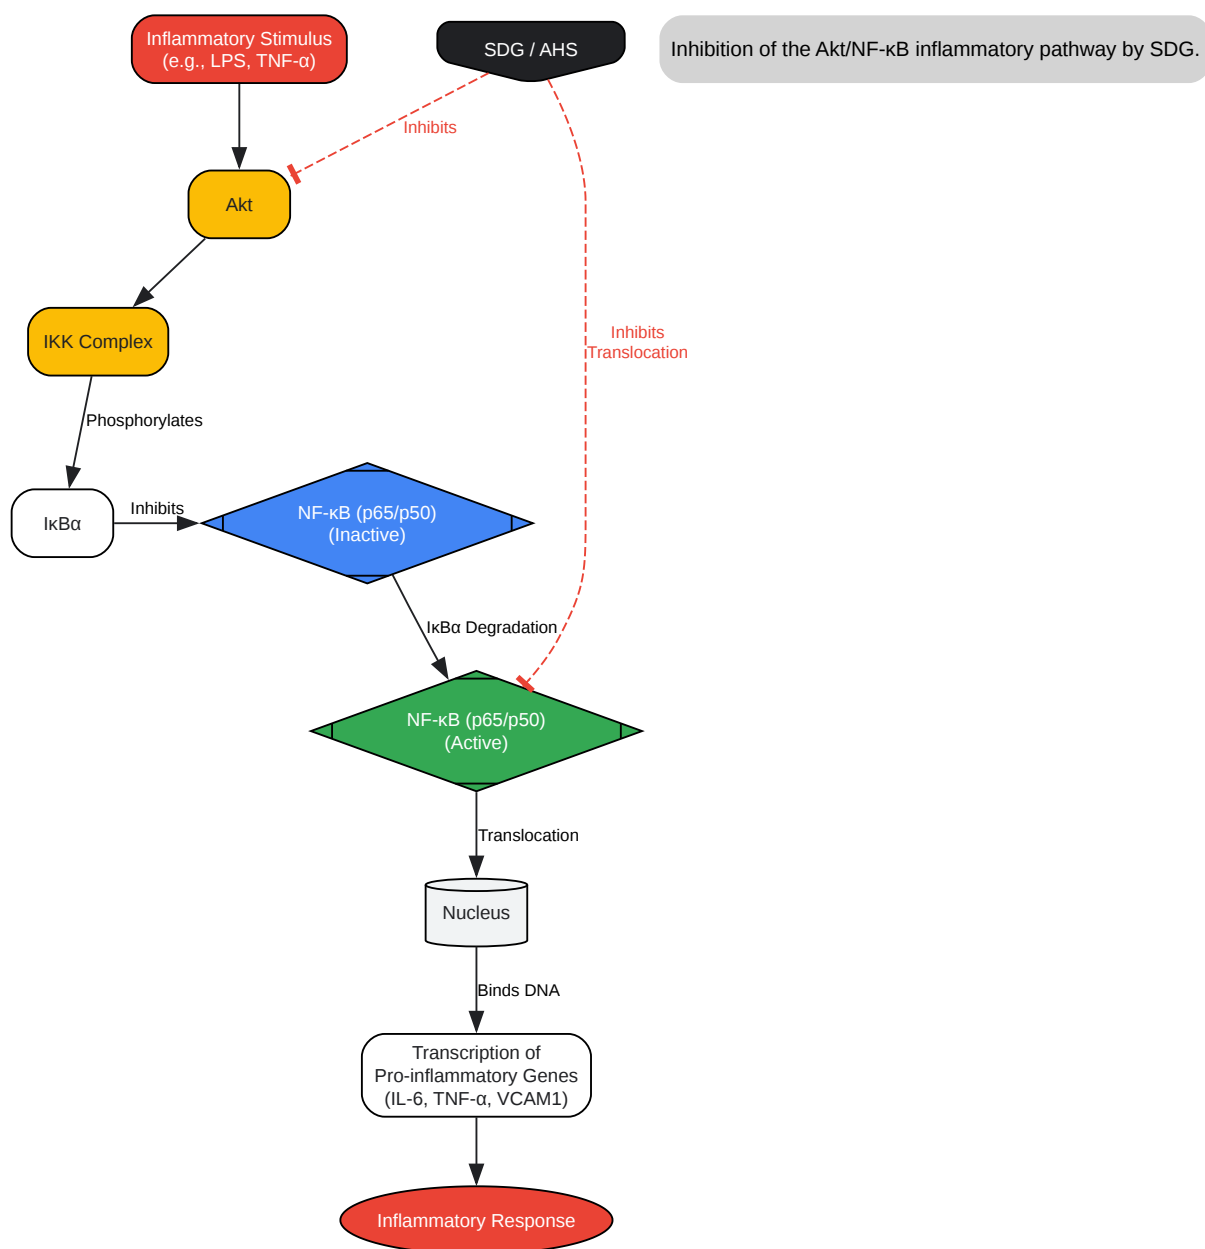 Inflammatory Stimulus
(e.g., LPS, TNF-α)
SDG / AHS
Inhibition of the Akt/NF-κB inflammatory pathway by SDG.
Inhibits
Akt
Inhibits
Translocation
IKK Complex
Phosphorylates
IκBα
Inhibits
NF-κB (p65/p50)
(Inactive)
IκBα Degradation
NF-κB (p65/p50)
(Active)
Translocation
Nucleus
Binds DNA
Transcription of
Pro-inflammatory Genes
(IL-6, TNF-α, VCAM1)
Inflammatory Response